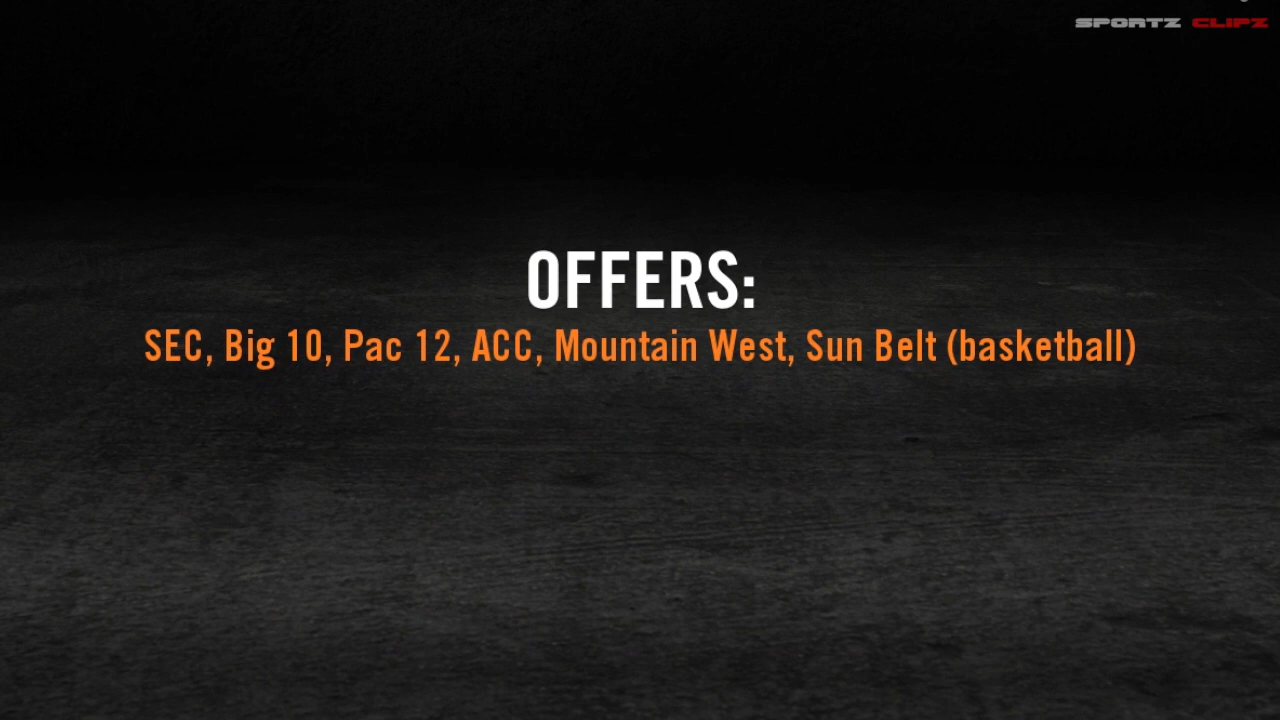 SPORTZ CLIPZ
OFFERS:
SEC, Big 10, Pac 12, ACC, Mountain West, Sun Belt (basketball)